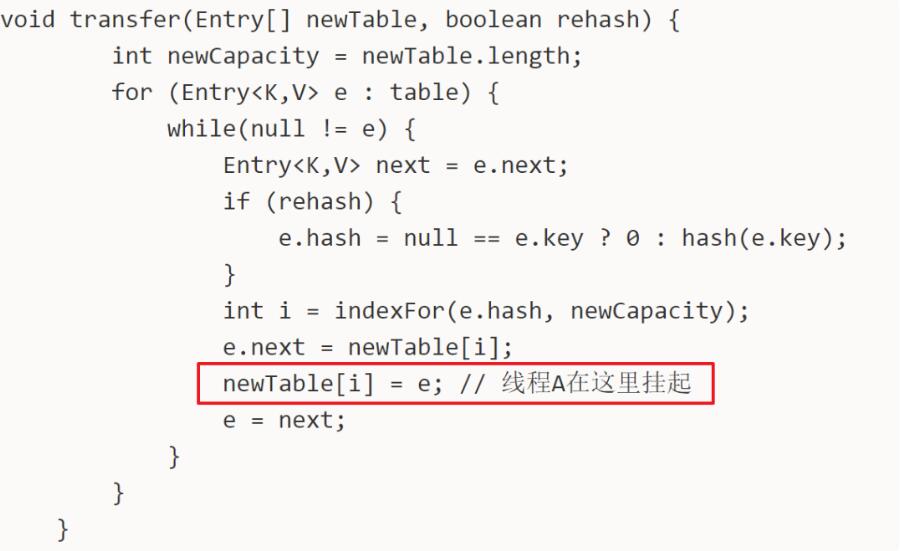 void transfer(Entry[] newTable, boolean rehash) {
        int newCapacity = newTable.length;
        for (Entry<K,V> e : table) {
            while(null != e) {
                Entry<K,V> next = e.next;
                if (rehash) {
                    e.hash = null == e.key ? 0 : hash(e.key);
                }
                int i = indexFor(e.hash, newCapacity);
                e.next = newTable[i];
                newTable[i] = e; // 线程A在这里挂起
                e = next;
            }
        }
    }